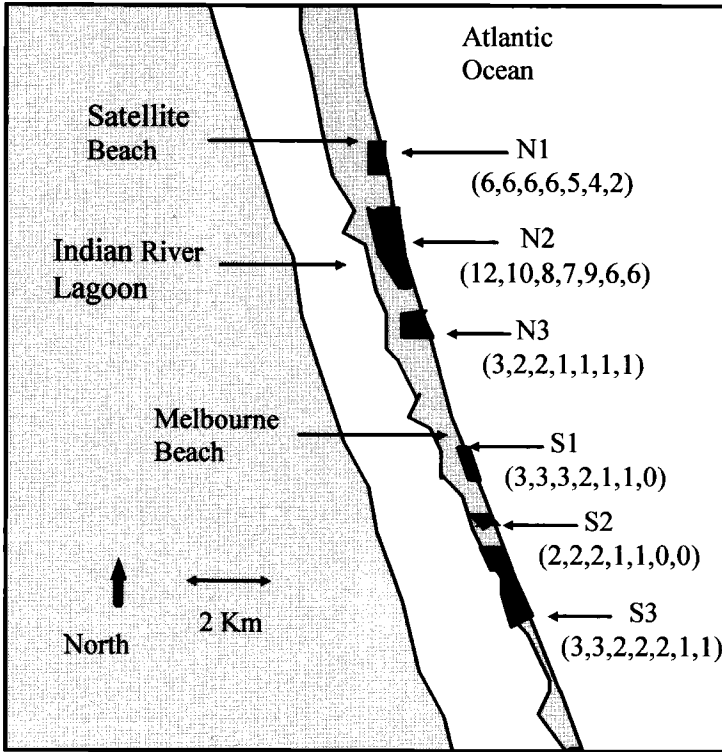 Atlantic
Ocean
Satellite
Beach
N1
(6,6,6,6,5,4,2)
Indian River
Lagoon
N2
(12,10,8,7,9,6,6)
N3
(3,2,2,1,1,1,1)
Melbourne
Beach
S1
(3,3,3,2,1,1,0)
S2
(2,2,2,1,1,0,0)
North
2 Km
S3
(3,3,2,2,2,1,1)